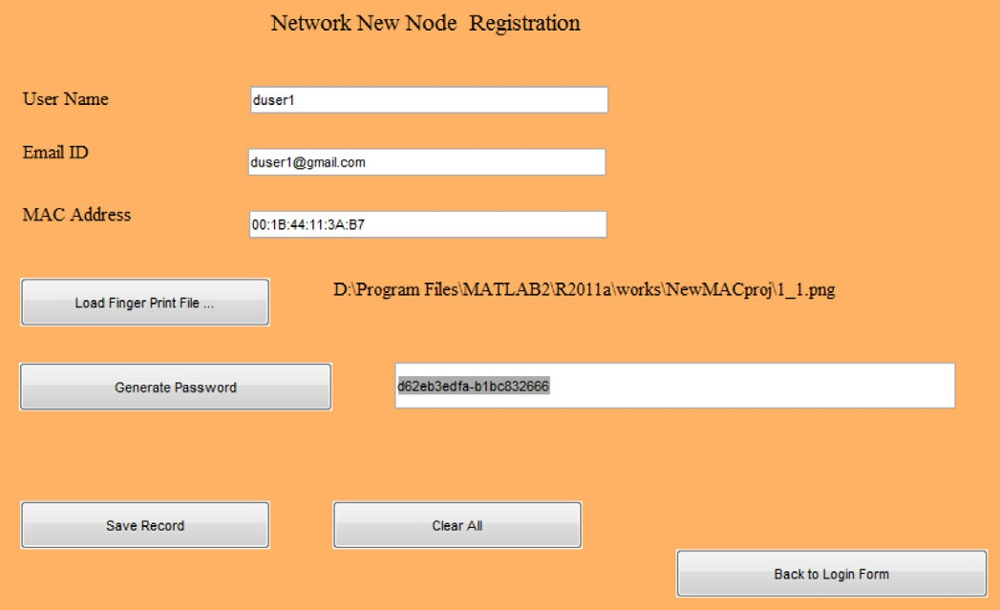 Network New Node  Registration
User Name
duser1
Email ID
duser1@gmail.com
MAC Address
00:1B:44:11:3A:B7
Load Finger Print File ...
D:\Program Files\MATLAB2\R2011a\works\NewMACproj\1_1.png
Generate Password
d62eb3edfa-b1bc832666
Save Record
Clear All
Back to Login Form